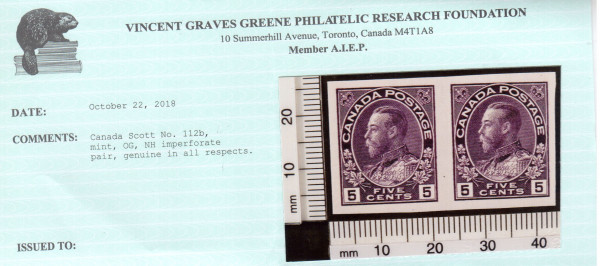 VINCENT GRAVES GREENE PHILATELIC RESEARCH FOUNDATION
10 Summerhill Avenue, Toronto, Canada M4T1A8
Member A.I.E.P.
DATE: October 22, 2018
COMMENTS: Canada Scott No. 112b,
mint, OG, NH imperforate
pair, genuine in all respects.
ISSUED TO:
mm 10 20
CANADA POSTAGE CANADA POSTAGE
5 FIVE CENTS 5 5 FIVE CENTS 5
mm 10 20 30 40